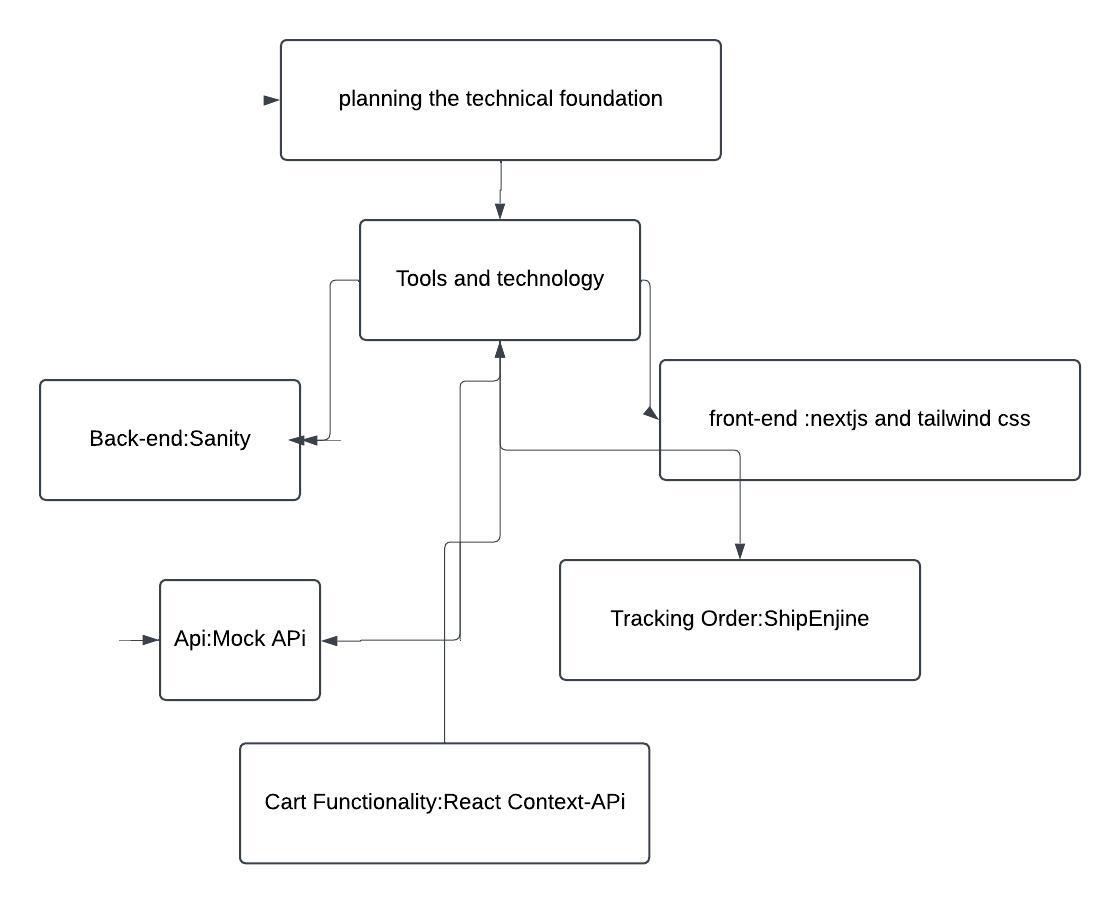 planning the technical foundation
Tools and technology
Back-end:Sanity
front-end :nextjs and tailwind css
Api:Mock APi
Tracking Order:ShipEnjine
Cart Functionality:React Context-APi